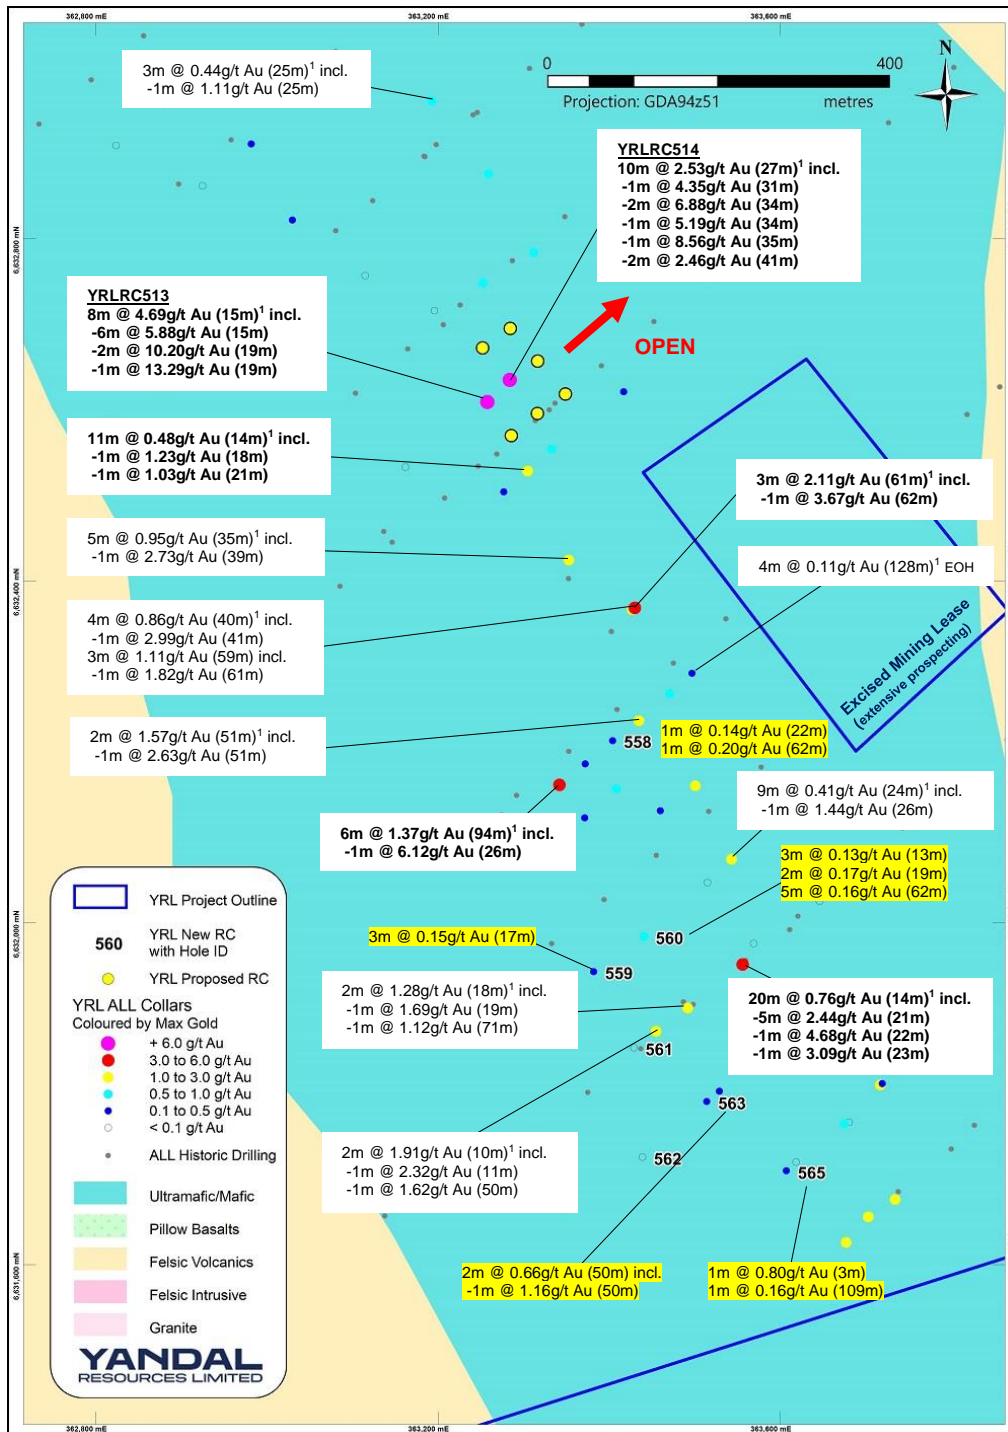 362,800 mE
363,200 mE
363,600 mE
3m @ 0.44g/t Au (25m)¹ incl.
-1m @ 1.11g/t Au (25m)
0
400
Projection: GDA94z51
metres
N
YRLRC514
10m @ 2.53g/t Au (27m)¹ incl.
-1m @ 4.35g/t Au (31m)
-2m @ 6.88g/t Au (34m)
-1m @ 5.19g/t Au (34m)
-1m @ 8.56g/t Au (35m)
-2m @ 2.46g/t Au (41m)
6,632,800 mN
YRLRC513
8m @ 4.69g/t Au (15m)¹ incl.
-6m @ 5.88g/t Au (15m)
-2m @ 10.20g/t Au (19m)
-1m @ 13.29g/t Au (19m)
OPEN
11m @ 0.48g/t Au (14m)¹ incl.
-1m @ 1.23g/t Au (18m)
-1m @ 1.03g/t Au (21m)
3m @ 2.11g/t Au (61m)¹ incl.
-1m @ 3.67g/t Au (62m)
5m @ 0.95g/t Au (35m)¹ incl.
-1m @ 2.73g/t Au (39m)
4m @ 0.11g/t Au (128m)¹ EOH
6,632,400 mN
4m @ 0.86g/t Au (40m)¹ incl.
-1m @ 2.99g/t Au (41m)
3m @ 1.11g/t Au (59m) incl.
-1m @ 1.82g/t Au (61m)
Excised Mining Lease
(extensive prospecting)
2m @ 1.57g/t Au (51m)¹ incl.
-1m @ 2.63g/t Au (51m)
558
1m @ 0.14g/t Au (22m)
1m @ 0.20g/t Au (62m)
9m @ 0.41g/t Au (24m)¹ incl.
-1m @ 1.44g/t Au (26m)
6m @ 1.37g/t Au (94m)¹ incl.
-1m @ 6.12g/t Au (26m)
3m @ 0.13g/t Au (13m)
2m @ 0.17g/t Au (19m)
5m @ 0.16g/t Au (62m)
6,632,000 mN
3m @ 0.15g/t Au (17m)
560
559
2m @ 1.28g/t Au (18m)¹ incl.
-1m @ 1.69g/t Au (19m)
-1m @ 1.12g/t Au (71m)
20m @ 0.76g/t Au (14m)¹ incl.
-5m @ 2.44g/t Au (21m)
-1m @ 4.68g/t Au (22m)
-1m @ 3.09g/t Au (23m)
561
563
2m @ 1.91g/t Au (10m)¹ incl.
-1m @ 2.32g/t Au (11m)
-1m @ 1.62g/t Au (50m)
562
565
6,631,600 mN
2m @ 0.66g/t Au (50m) incl.
-1m @ 1.16g/t Au (50m)
1m @ 0.80g/t Au (3m)
1m @ 0.16g/t Au (109m)
YRL Project Outline
560
YRL New RC
with Hole ID
YRL Proposed RC
YRL ALL Collars
Coloured by Max Gold
+ 6.0 g/t Au
3.0 to 6.0 g/t Au
1.0 to 3.0 g/t Au
0.5 to 1.0 g/t Au
0.1 to 0.5 g/t Au
< 0.1 g/t Au
ALL Historic Drilling
Ultramafic/Mafic
Pillow Basalts
Felsic Volcanics
Felsic Intrusive
Granite
YANDAL
RESOURCES LIMITED
362,800 mE
363,200 mE
363,600 mE